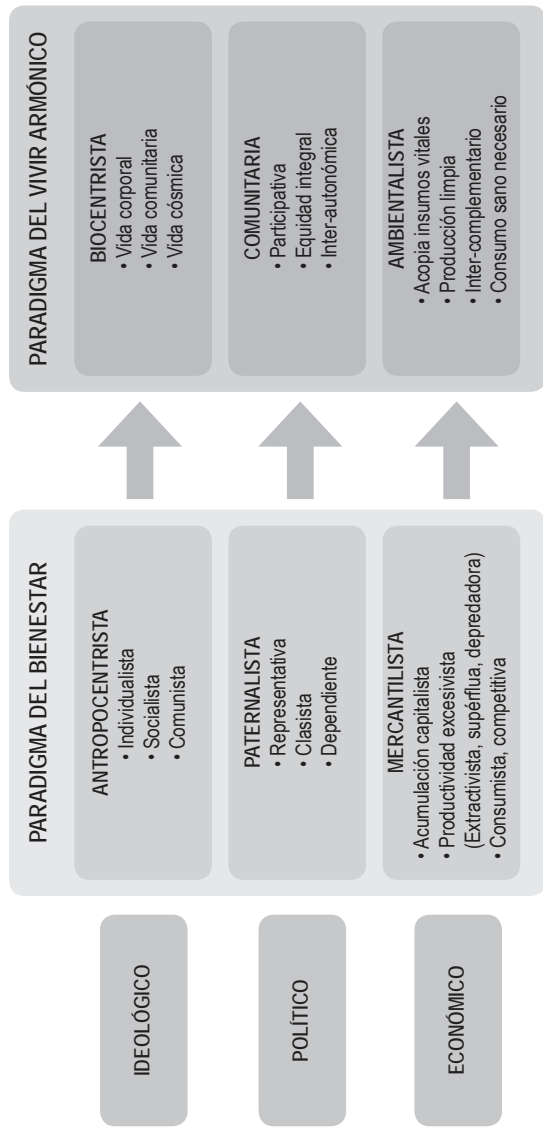 PARADIGMA DEL BIENESTAR
PARADIGMA DEL VIVIR ARMÓNICO
IDEOLÓGICO
ANTROPOCENTRISTA
• Individualista
• Socialista
• Comunista
BIOCENTRISTA
• Vida corporal
• Vida comunitaria
• Vida cósmica
POLÍTICO
PATERNALISTA
• Representativa
• Clasista
• Dependiente
COMUNITARIA
• Participativa
• Equidad integral
• Inter-autonómica
ECONÓMICO
MERCANTILISTA
• Acumulación capitalista
• Productividad excesivista
(Extractivista, supérflua, depredadora)
• Consumista, competitiva
AMBIENTALISTA
• Acopia insumos vitales
• Producción limpia
• Inter-complementario
• Consumo sano necesario